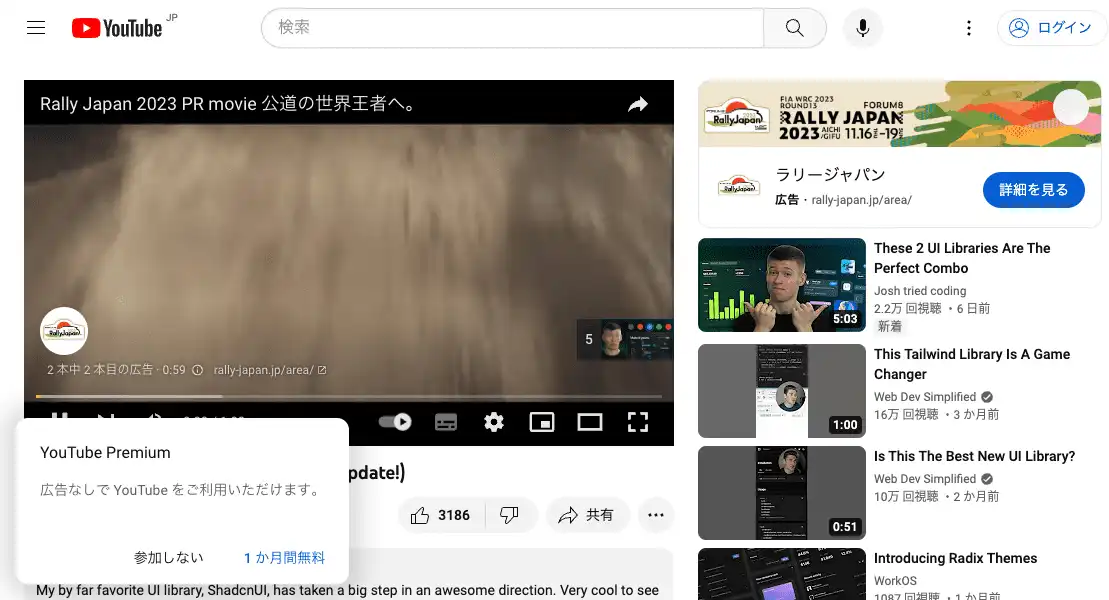 YouTube JP
検索
ログイン
Rally Japan 2023 PR movie 公道の世界王者へ。
RallyJapan
5
2 本中 2 本目の広告 · 0:59
rally-japan.jp/area/
YouTube Premium
広告なしで YouTube をご利用いただけます。
参加しない
1 か月間無料
pdate!)
3186
共有
My by far favorite UI library, ShadcnUI, has taken a big step in an awesome direction. Very cool to see
RallyJapan
FIA WRC 2023
ROUND13
FORUM8
RALLY JAPAN
2023 AICHI/GIFU 11.16 –19
ラリージャパン
RallyJapan
広告 · rally-japan.jp/area/
詳細を見る
These 2 UI Libraries Are The
Perfect Combo
Josh tried coding
2.2万 回視聴 · 6 日前
新着
5:03
This Tailwind Library Is A Game
Changer
Web Dev Simplified
16万 回視聴 · 3 か月前
1:00
Is This The Best New UI Library?
Web Dev Simplified
10万 回視聴 · 2 か月前
0:51
Introducing Radix Themes
WorkOS
1087 回視聴 · 1 か月前